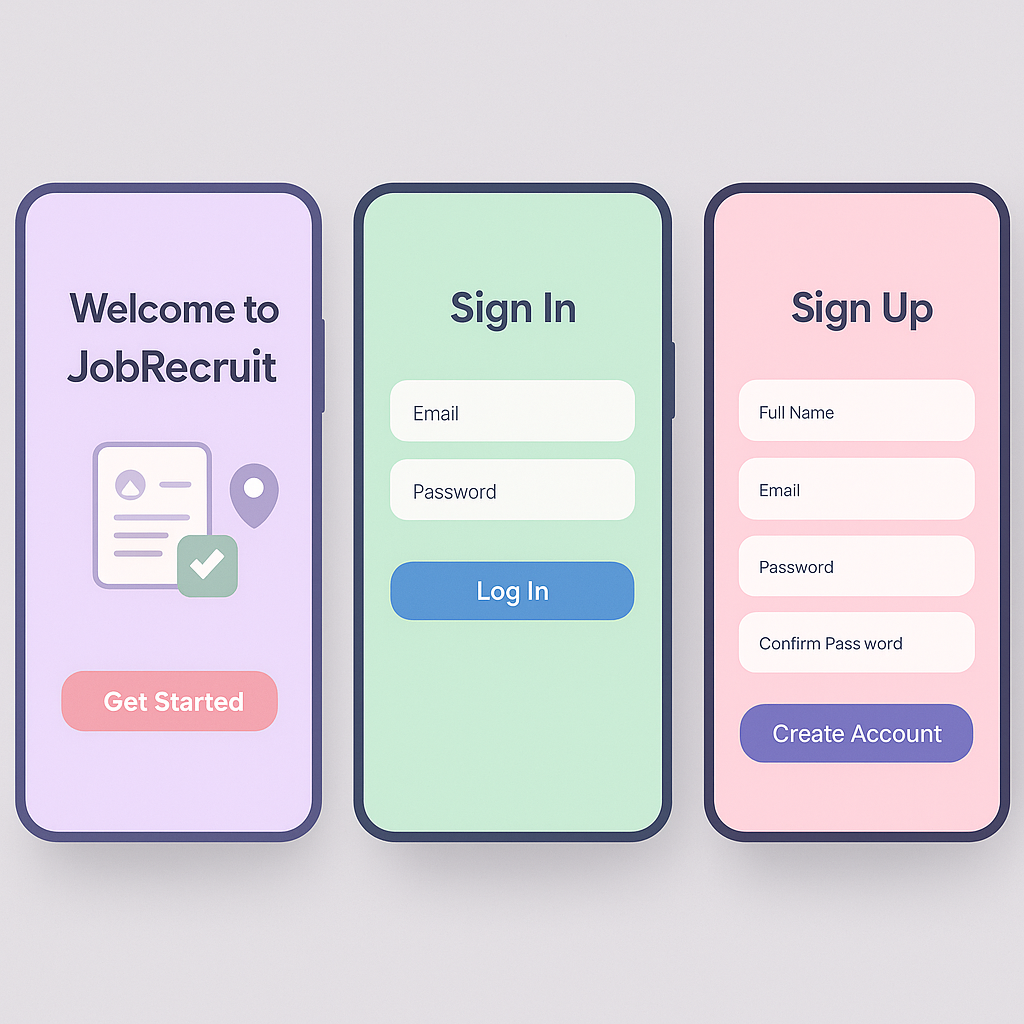 Welcome to
JobRecruit
Get Started
Sign In
Email
Password
Log In
Sign Up
Full Name
Email
Password
Confirm Pass word
Create Account